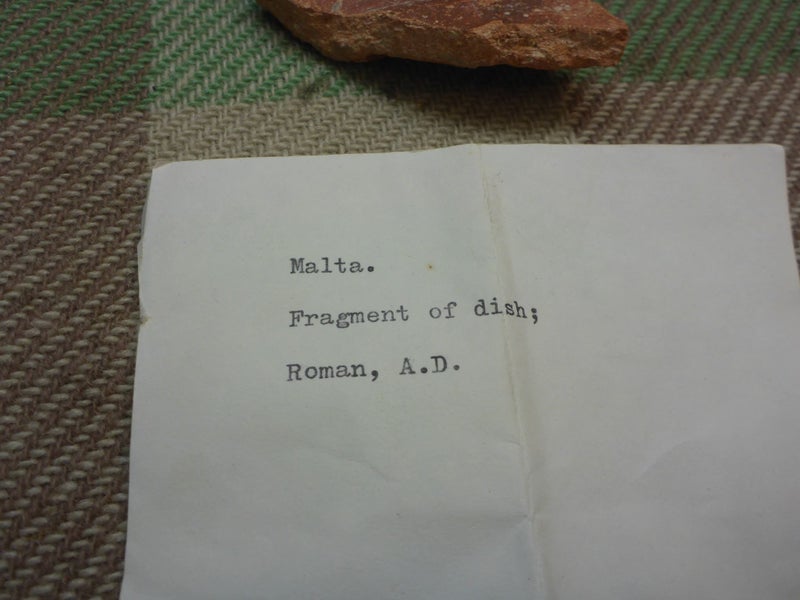 Malta.
Fragment of dish;
Roman, A.D.